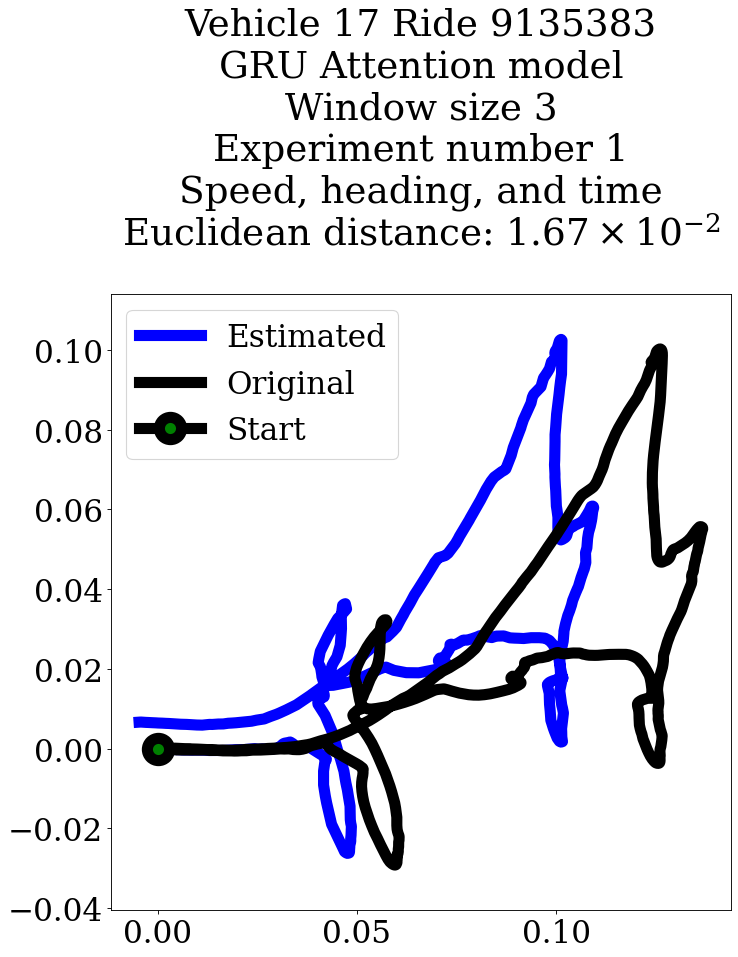 Vehicle 17 Ride 9135383
GRU Attention model
Window size 3
Experiment number 1
Speed, heading, and time
Euclidean distance: 1.67 × 10⁻²
Estimated
Original
Start
0.10
0.08
0.06
0.04
0.02
0.00
−0.02
−0.04
0.00 0.05 0.10